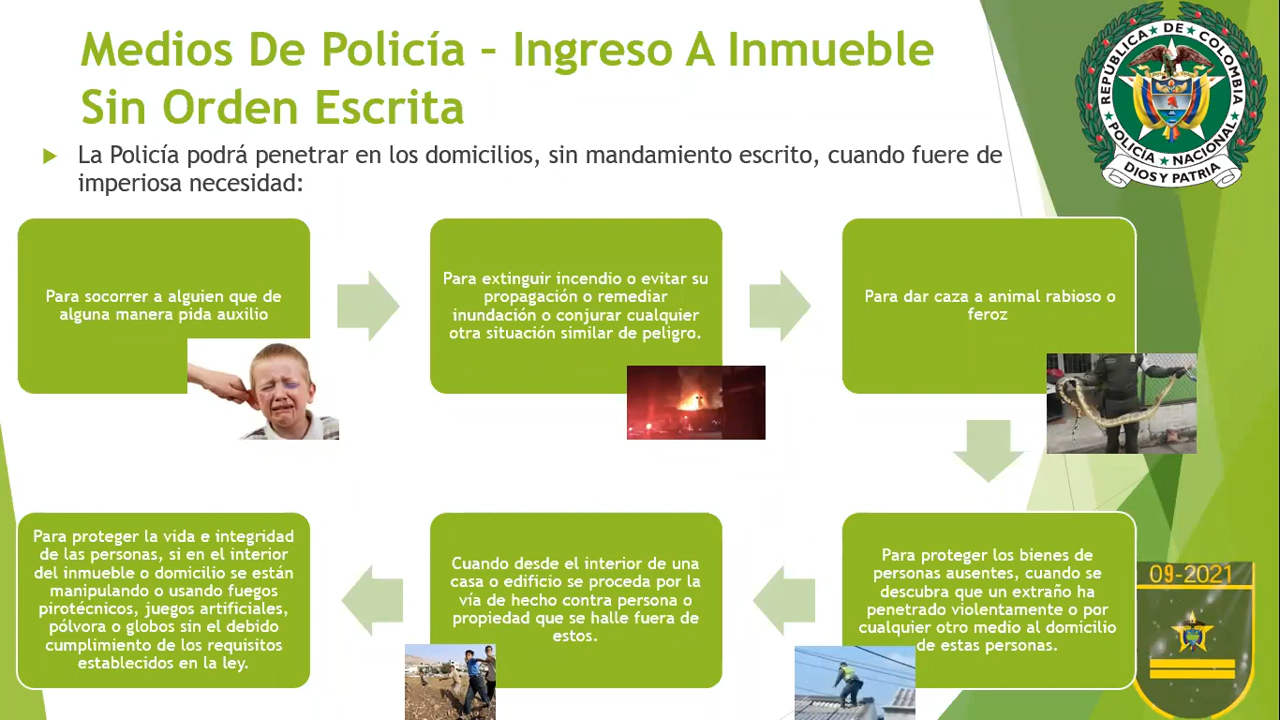 Medios De Policía – Ingreso A Inmueble
Sin Orden Escrita
La Policía podrá penetrar en los domicilios, sin mandamiento escrito, cuando fuere de
imperiosa necesidad:
REPÚBLICA DE COLOMBIA
POLICÍA NACIONAL
DIOS Y PATRIA
Para socorrer a alguien que de
alguna manera pida auxilio
Para extinguir incendio o evitar su
propagación o remediar
inundación o conjurar cualquier
otra situación similar de peligro.
Para dar caza a animal rabioso o
feroz
Para proteger los bienes de
personas ausentes, cuando se
descubra que un extraño ha
penetrado violentamente o por
cualquier otro medio al domicilio
de estas personas.
Cuando desde el interior de una
casa o edificio se proceda por la
vía de hecho contra persona o
propiedad que se halle fuera de
estos.
Para proteger la vida e integridad
de las personas, si en el interior
del inmueble o domicilio se están
manipulando o usando fuegos
pirotécnicos, juegos artificiales,
pólvora o globos sin el debido
cumplimiento de los requisitos
establecidos en la ley.
09-2021